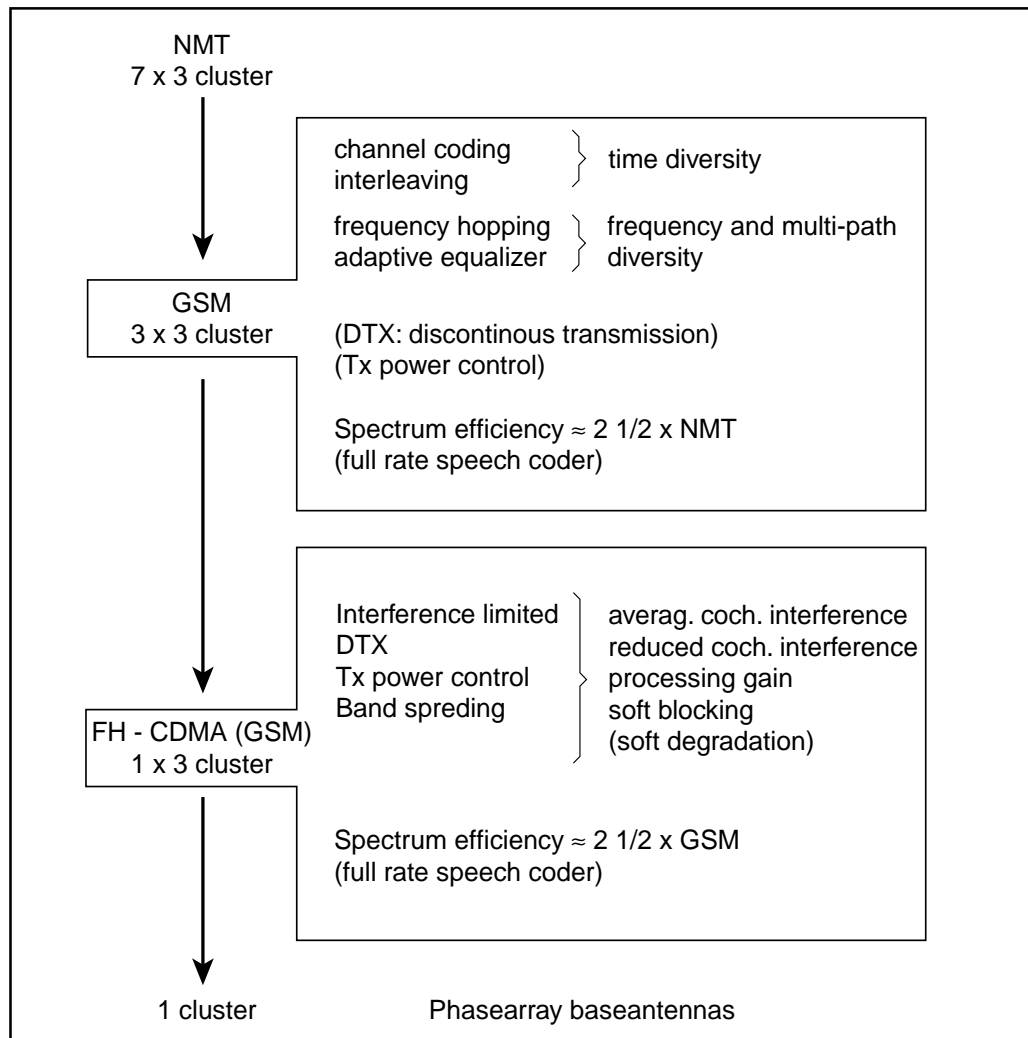 NMT
7 x 3 cluster
channel coding
interleaving
time diversity
frequency hopping
adaptive equalizer
frequency and multi-path
diversity
GSM
3 x 3 cluster
(DTX: discontinous transmission)
(Tx power control)
Spectrum efficiency ≈ 2 1/2 x NMT
(full rate speech coder)
Interference limited
DTX
Tx power control
Band spreding
averag. coch. interference
reduced coch. interference
processing gain
soft blocking
(soft degradation)
FH - CDMA (GSM)
1 x 3 cluster
Spectrum efficiency ≈ 2 1/2 x GSM
(full rate speech coder)
1 cluster
Phasearray baseantennas